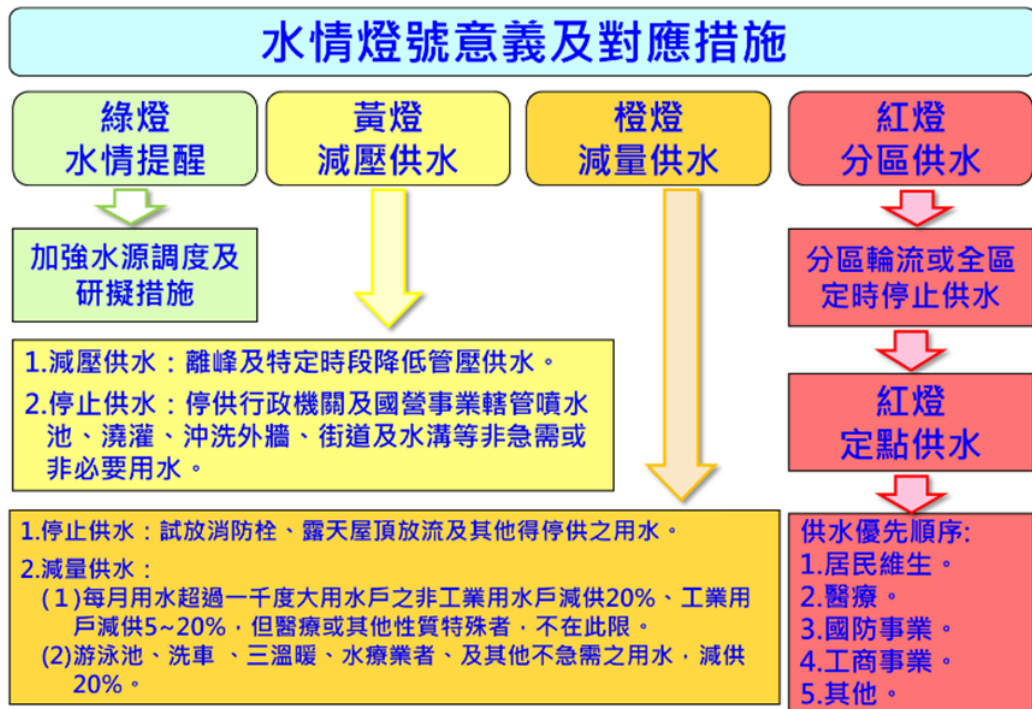 水情燈號意義及對應措施
綠燈
水情提醒
加強水源調度及
研擬措施
黃燈
減壓供水
1.減壓供水：離峰及特定時段降低管壓供水。
2.停止供水：停供行政機關及國營事業轄管噴水
池、澆灌、沖洗外牆、街道及水溝等非急需或
非必要用水。
橙燈
減量供水
1.停止供水：試放消防栓、露天屋頂放流及其他得停供之用水。
2.減量供水：
(1)每月用水超過一千度大用水戶之非工業用水戶減供20%、工業用
戶減供5~20%，但醫療或其他性質特殊者，不在此限。
(2)游泳池、洗車 、三溫暖、水療業者、及其他不急需之用水，減供
20%。
紅燈
分區供水
分區輪流或全區
定時停止供水
紅燈
定點供水
供水優先順序:
1.居民維生。
2.醫療。
3.國防事業。
4.工商事業。
5.其他。